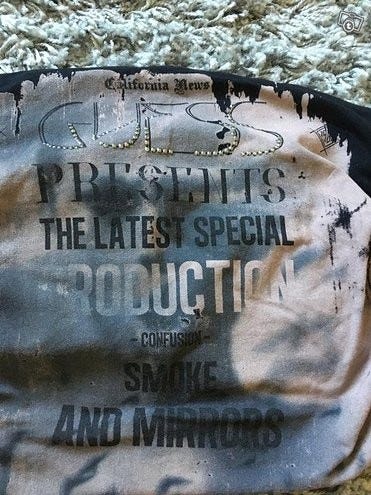 California News
GUESS
PRESENTS
THE LATEST SPECIAL
PRODUCTION
- CONFUSION -
SMOKE
AND MIRRORS